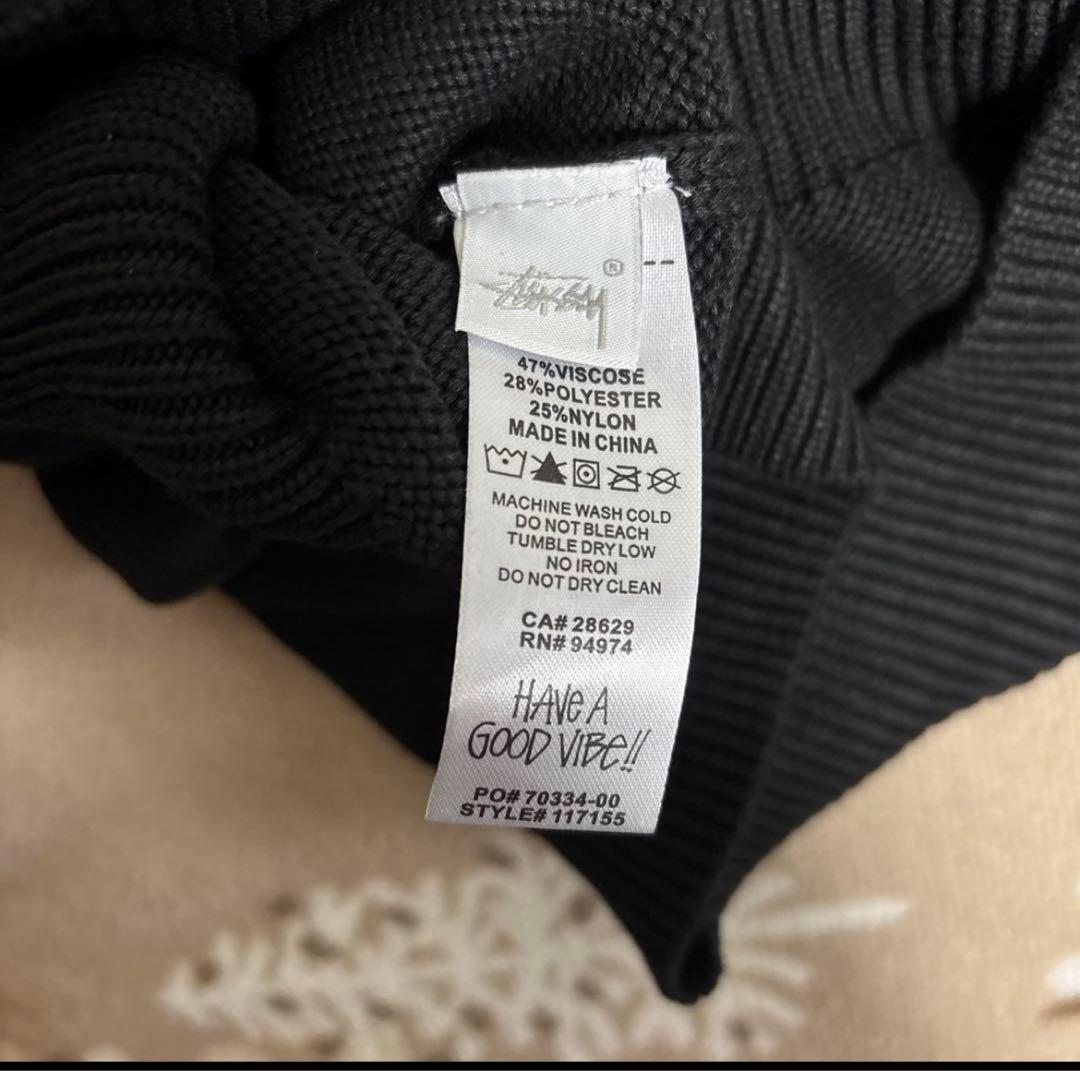 Stüssy ®
47%VISCOSE
28%POLYESTER
25%NYLON
MADE IN CHINA
MACHINE WASH COLD
DO NOT BLEACH
TUMBLE DRY LOW
NO IRON
DO NOT DRY CLEAN
CA# 28629
RN# 94974
HAVE A
GOOD VIBE!!
PO# 70334-00
STYLE# 117155